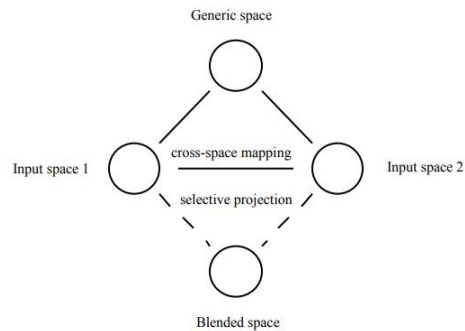 Generic space
cross-space mapping
Input space 1
Input space 2
selective projection
Blended space